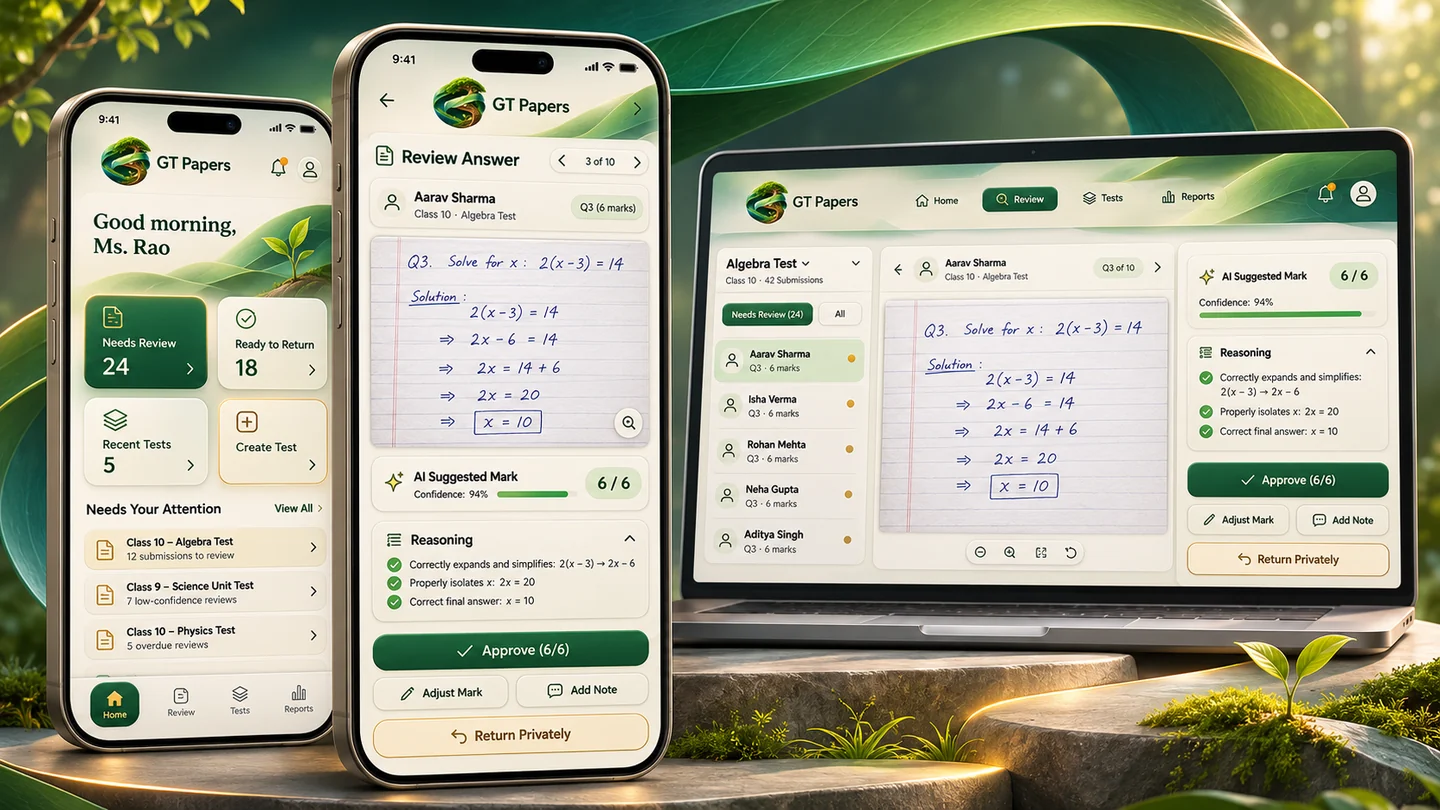 9:41
GT Papers
Good morning,
Ms. Rao
Needs Review
24
Ready to Return
18
Recent Tests
5
Create Test
Needs Your Attention
View All
Class 10 – Algebra Test
12 submissions to review
Class 9 – Science Unit Test
7 low-confidence reviews
Class 10 – Physics Test
5 overdue reviews
Home
Review
Tests
Reports
9:41
GT Papers
Review Answer
3 of 10
Aarav Sharma
Class 10 · Algebra Test
Q3 (6 marks)
Q3. Solve for x : 2(x-3) = 14
Solution :
2(x-3) = 14
⇒ 2x - 6 = 14
⇒ 2x = 14 + 6
⇒ 2x = 20
⇒ x = 10
AI Suggested Mark
Confidence: 94%
6 / 6
Reasoning
Correctly expands and simplifies: 2(x – 3) → 2x – 6
Properly isolates x: 2x = 20
Correct final answer: x = 10
Approve (6/6)
Adjust Mark
Add Note
Return Privately
GT Papers
Home
Review
Tests
Reports
Algebra Test
Class 10 · 42 Submissions
Needs Review (24)
All
Aarav Sharma
Q3 · 6 marks
Isha Verma
Q3 · 6 marks
Rohan Mehta
Q3 · 6 marks
Neha Gupta
Q3 · 6 marks
Aditya Singh
Q3 · 6 marks
Aarav Sharma
Class 10 · Algebra Test
Q3 of 10
Q3. Solve for x : 2(x-3) = 14
Solution :
2(x-3) = 14
⇒ 2x - 6 = 14
⇒ 2x = 14 + 6
⇒ 2x = 20
⇒ x = 10
AI Suggested Mark
6 / 6
Confidence: 94%
Reasoning
Correctly expands and simplifies:
2(x – 3) → 2x – 6
Properly isolates x: 2x = 20
Correct final answer: x = 10
Approve (6/6)
Adjust Mark
Add Note
Return Privately